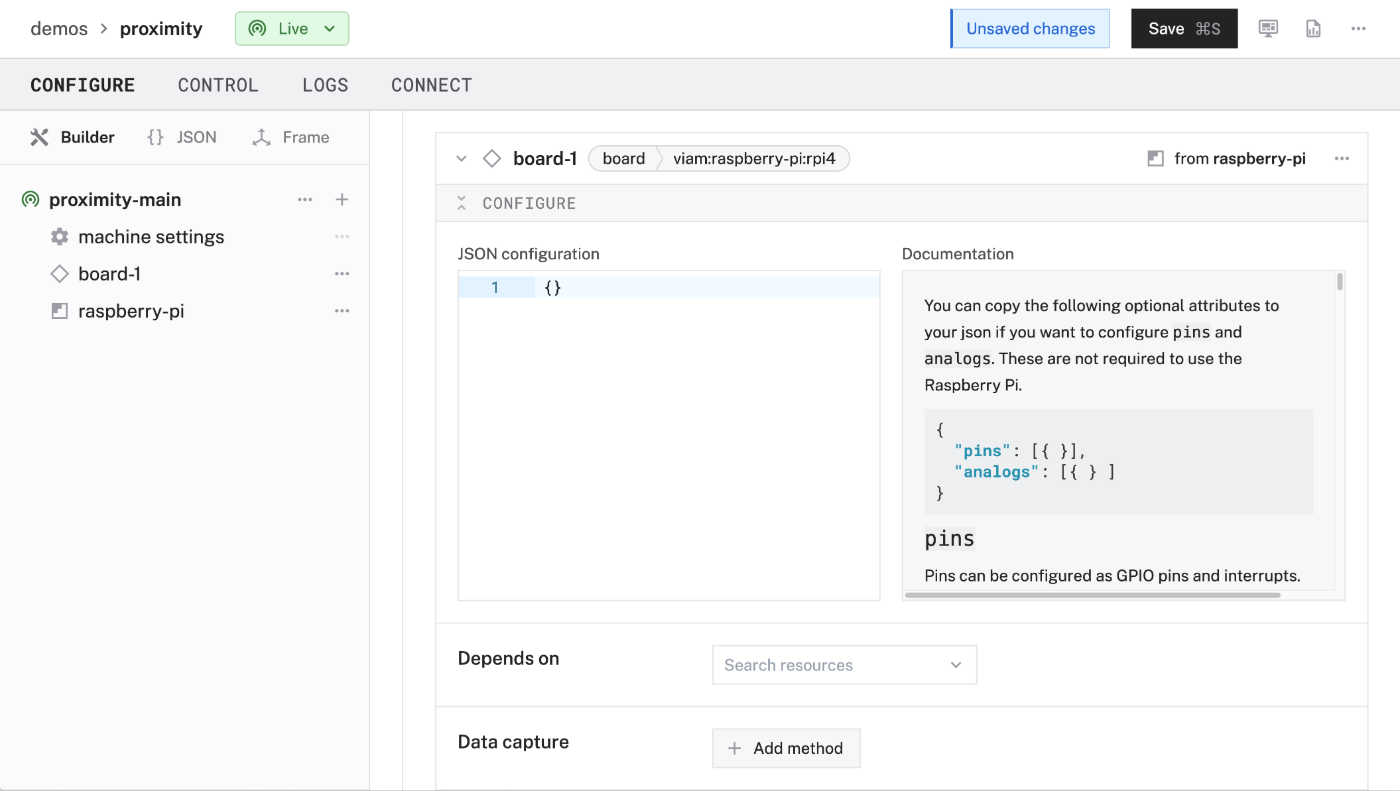 demos > proximity Live Unsaved changes Save ⌘S
CONFIGURE CONTROL LOGS CONNECT
Builder {} JSON Frame
proximity-main
machine settings
board-1
raspberry-pi
board-1 board viam:raspberry-pi:rpi4 from raspberry-pi
CONFIGURE
JSON configuration
1 {}
Documentation
You can copy the following optional attributes to
your json if you want to configure pins and
analogs. These are not required to use the
Raspberry Pi.
{
"pins": [{ }],
"analogs": [{ } ]
}
pins
Pins can be configured as GPIO pins and interrupts.
Depends on Search resources
Data capture + Add method